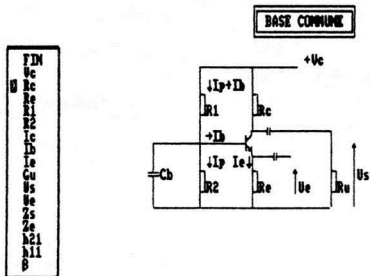 BASE COMMUNE
FIN
Vc
Rc
Re
R1
R2
Ic
Ib
Ie
Gu
Vs
Ve
Zs
Ze
h21
h11
β
+Vc
↓Ip+Ib
R1
Rc
→Ib
Cb
↓Ip
Ie↓
R2
Re
Ve
Ru
Vs